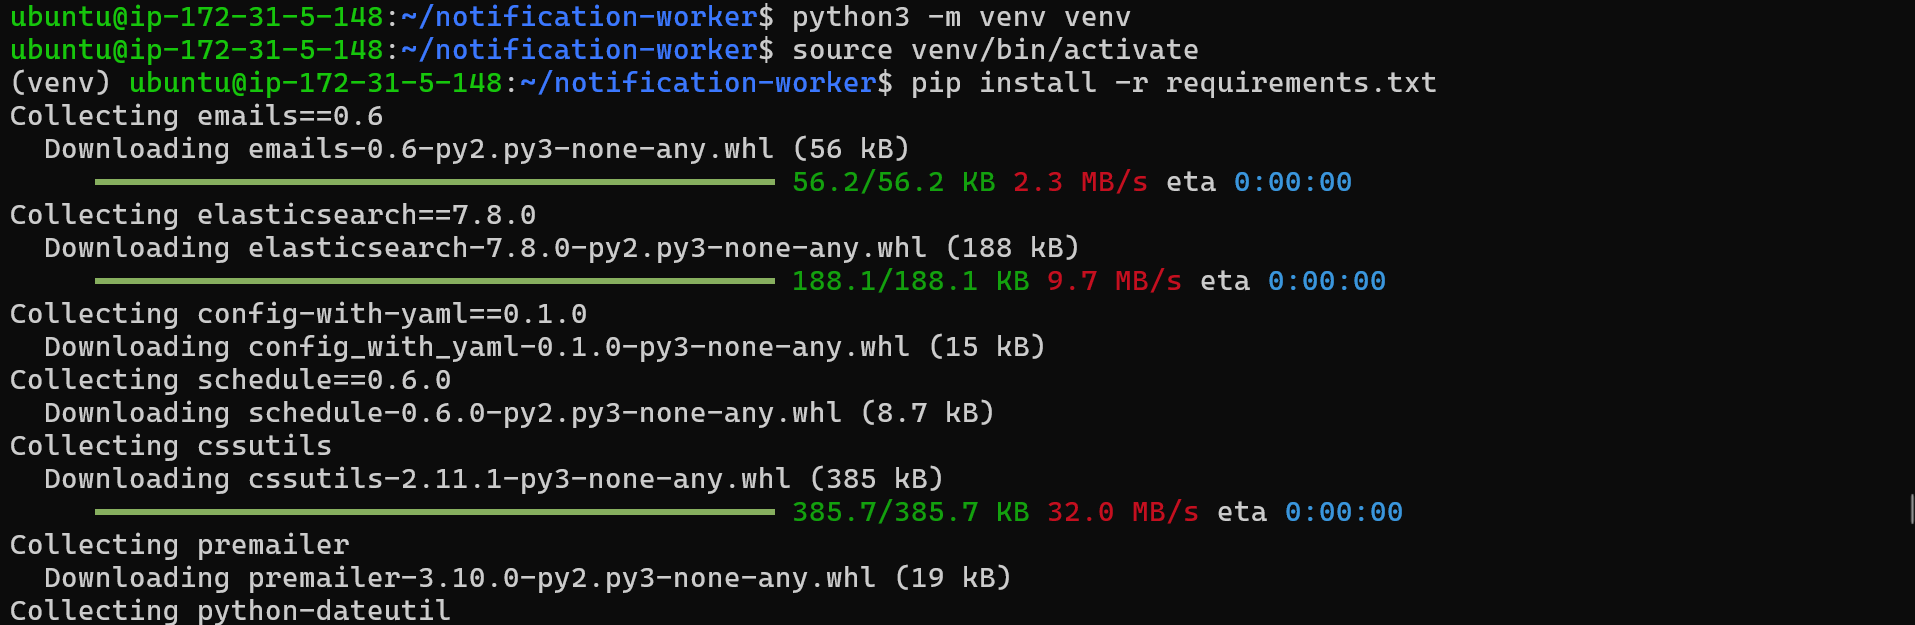 ubuntu@ip-172-31-5-148:~/notification-worker$ python3 -m venv venv
ubuntu@ip-172-31-5-148:~/notification-worker$ source venv/bin/activate
(venv) ubuntu@ip-172-31-5-148:~/notification-worker$ pip install -r requirements.txt
Collecting emails==0.6
  Downloading emails-0.6-py2.py3-none-any.whl (56 kB)
     56.2/56.2 KB 2.3 MB/s eta 0:00:00
Collecting elasticsearch==7.8.0
  Downloading elasticsearch-7.8.0-py2.py3-none-any.whl (188 kB)
     188.1/188.1 KB 9.7 MB/s eta 0:00:00
Collecting config-with-yaml==0.1.0
  Downloading config_with_yaml-0.1.0-py3-none-any.whl (15 kB)
Collecting schedule==0.6.0
  Downloading schedule-0.6.0-py2.py3-none-any.whl (8.7 kB)
Collecting cssutils
  Downloading cssutils-2.11.1-py3-none-any.whl (385 kB)
     385.7/385.7 KB 32.0 MB/s eta 0:00:00
Collecting premailer
  Downloading premailer-3.10.0-py2.py3-none-any.whl (19 kB)
Collecting python-dateutil